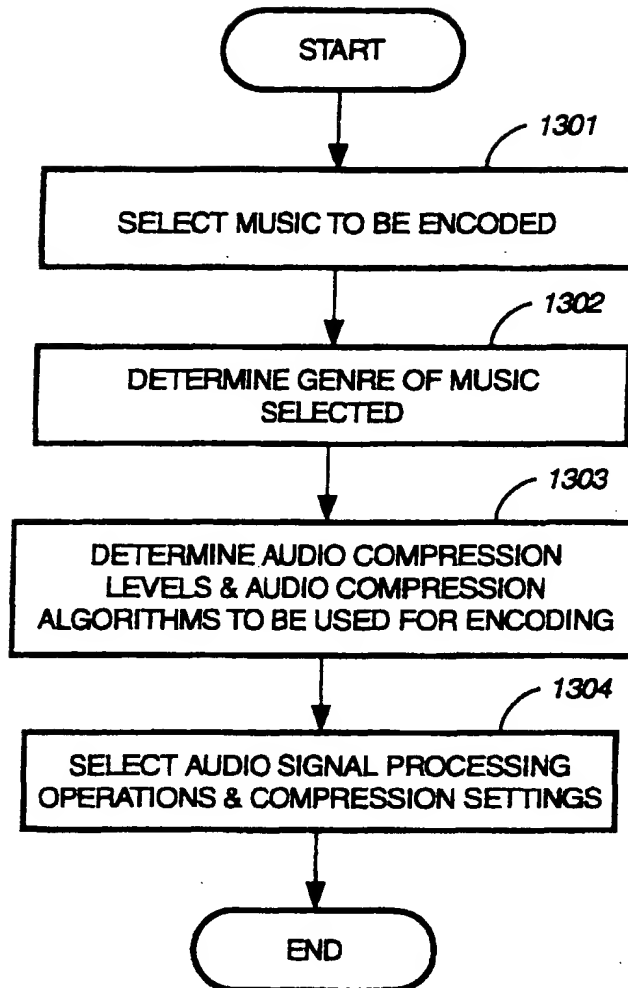 START
1301
SELECT MUSIC TO BE ENCODED
1302
DETERMINE GENRE OF MUSIC
SELECTED
1303
DETERMINE AUDIO COMPRESSION
LEVELS & AUDIO COMPRESSION
ALGORITHMS TO BE USED FOR ENCODING
1304
SELECT AUDIO SIGNAL PROCESSING
OPERATIONS & COMPRESSION SETTINGS
END